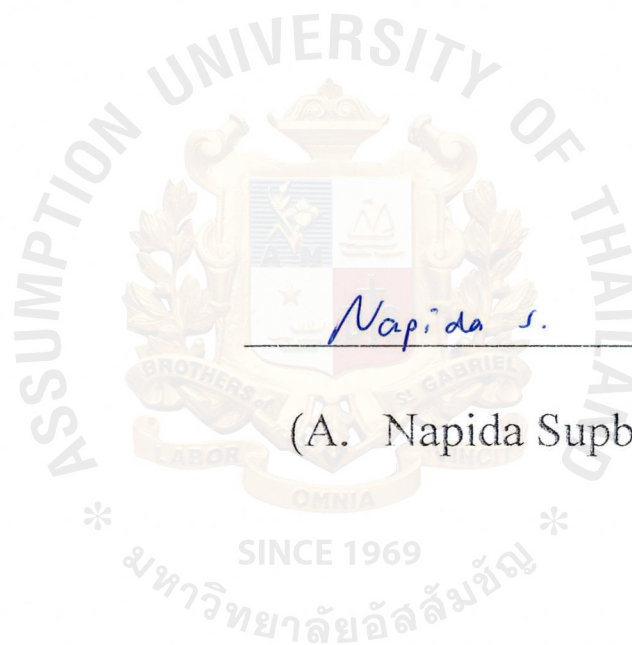 ASSUMPTION UNIVERSITY OF THAILAND
A M
Napida S.
BROTHERS of St GABRIEL
(A. Napida Supb
LABOR
OMNIA
VINCIT
* SINCE 1969 *
มหาวิทยาลัยอัสสัมชัญ